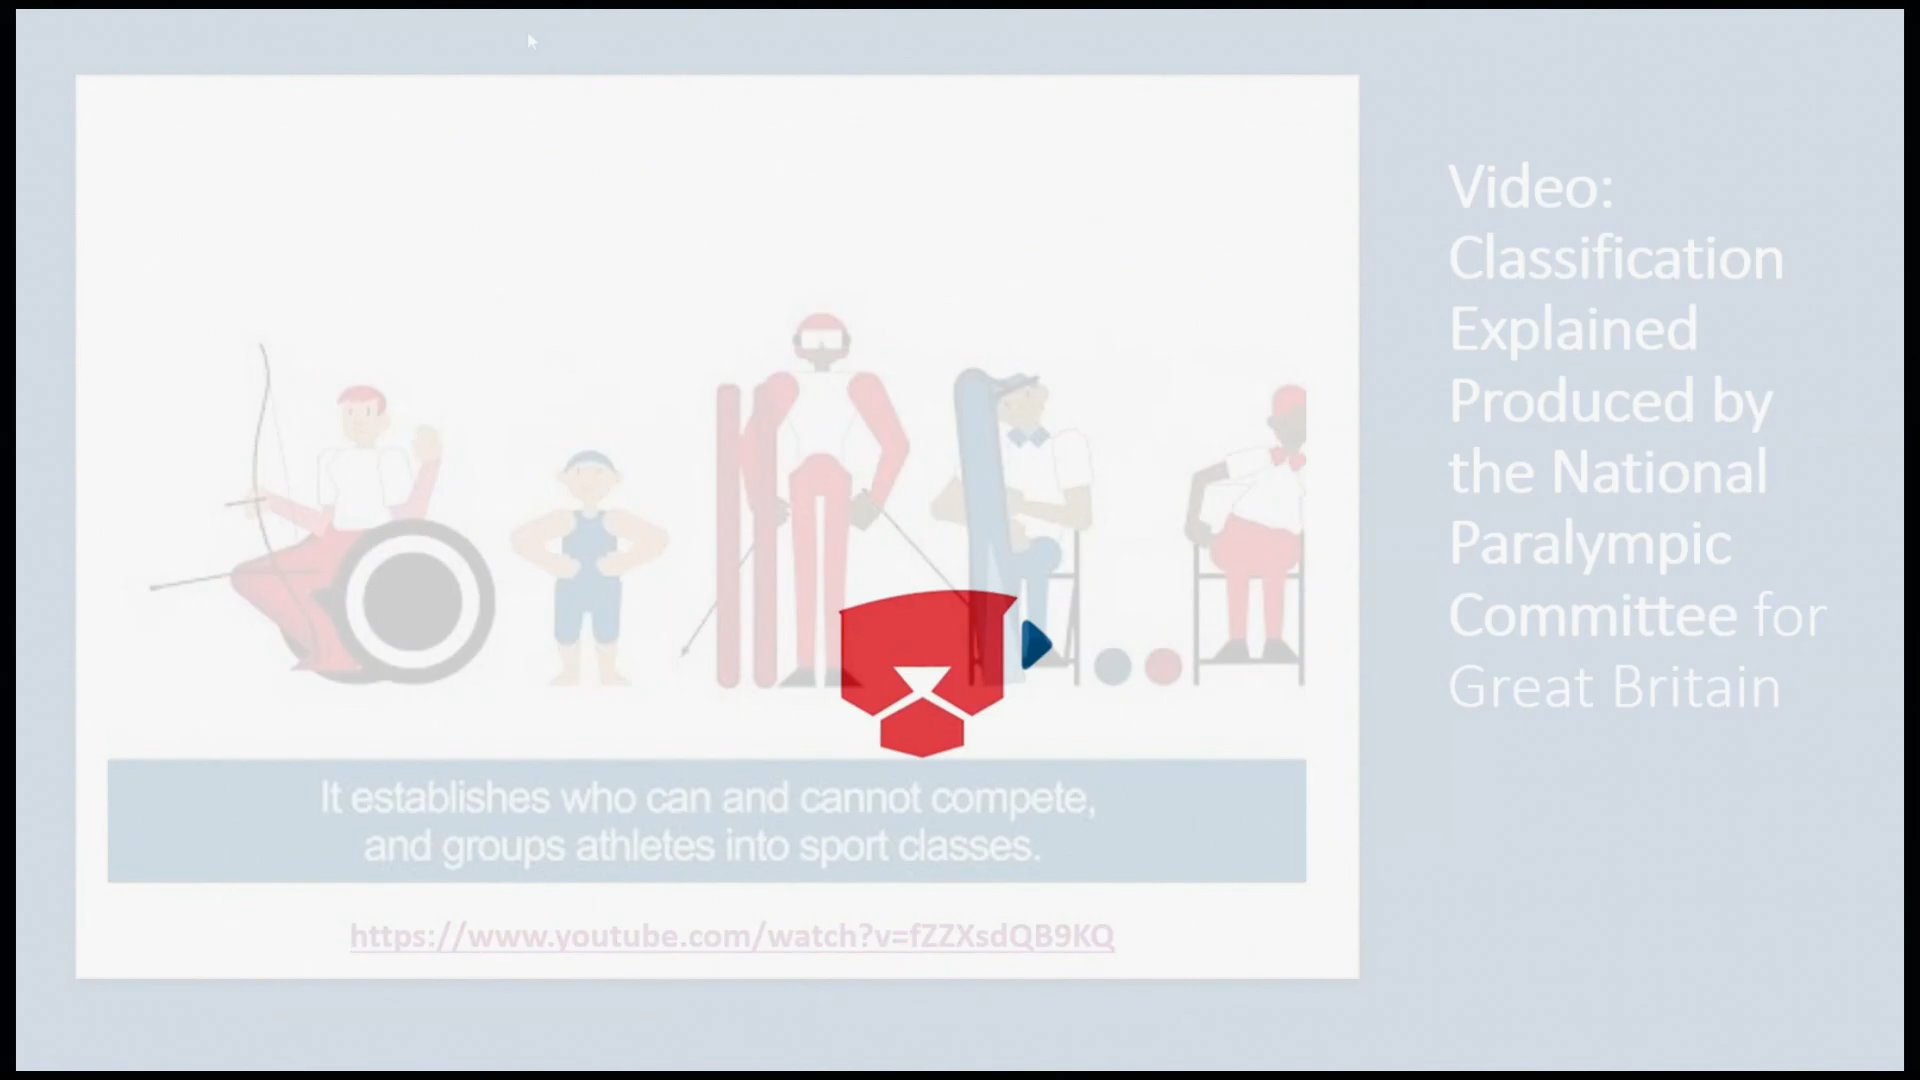 Video:
Classification
Explained
Produced by
the National
Paralympic
Committee for
Great Britain
It establishes who can and cannot compete,
and groups athletes into sport classes.
https://www.youtube.com/watch?v=fZZXsdQB9KQ